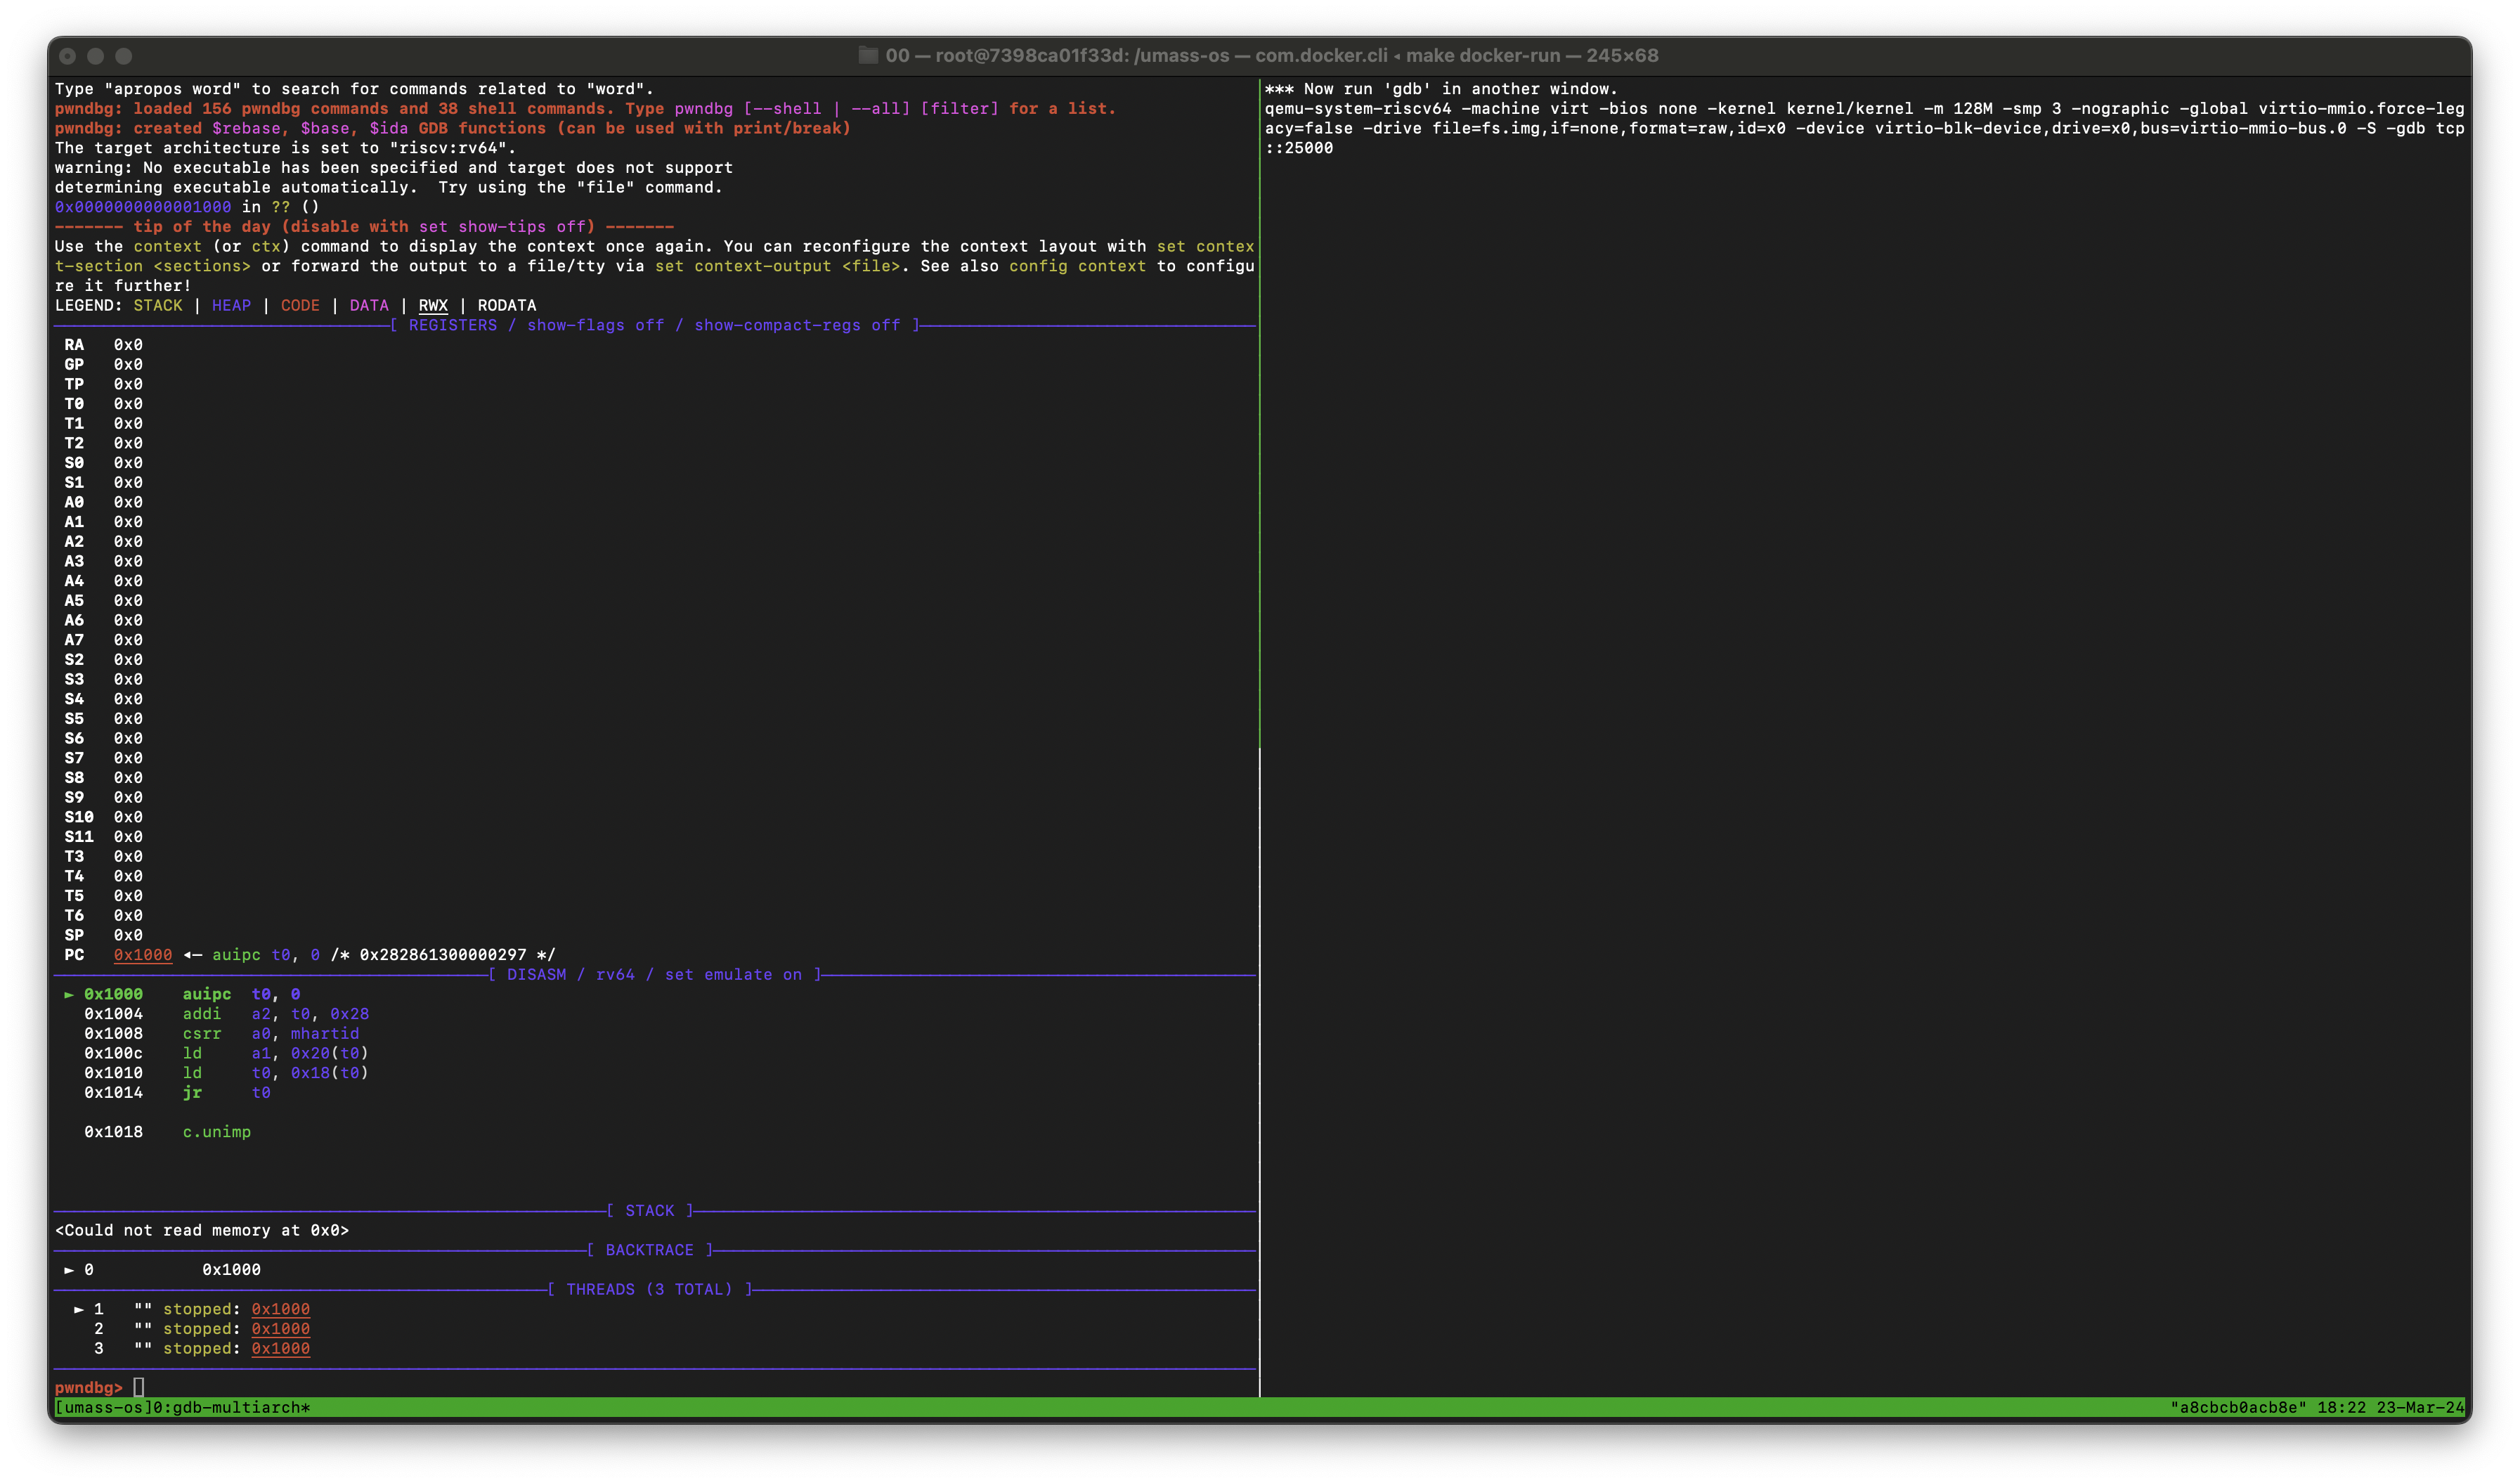 00 — root@7398ca01f33d: /umass-os — com.docker.cli ◂ make docker-run — 245×68
Type "apropos word" to search for commands related to "word".
pwndbg: loaded 156 pwndbg commands and 38 shell commands. Type pwndbg [--shell | --all] [filter] for a list.
pwndbg: created $rebase, $base, $ida GDB functions (can be used with print/break)
The target architecture is set to "riscv:rv64".
warning: No executable has been specified and target does not support
determining executable automatically.  Try using the "file" command.
0x0000000000001000 in ?? ()
------- tip of the day (disable with set show-tips off) -------
Use the context (or ctx) command to display the context once again. You can reconfigure the context layout with set contex
t-section <sections> or forward the output to a file/tty via set context-output <file>. See also config context to configu
re it further!
LEGEND: STACK | HEAP | CODE | DATA | RWX | RODATA
[ REGISTERS / show-flags off / show-compact-regs off ]
RA 0x0
GP 0x0
TP 0x0
T0 0x0
T1 0x0
T2 0x0
S0 0x0
S1 0x0
A0 0x0
A1 0x0
A2 0x0
A3 0x0
A4 0x0
A5 0x0
A6 0x0
A7 0x0
S2 0x0
S3 0x0
S4 0x0
S5 0x0
S6 0x0
S7 0x0
S8 0x0
S9 0x0
S10 0x0
S11 0x0
T3 0x0
T4 0x0
T5 0x0
T6 0x0
SP 0x0
PC 0x1000 ◂— auipc t0, 0 /* 0x282861300000297 */
[ DISASM / rv64 / set emulate on ]
► 0x1000 auipc t0, 0
0x1004 addi a2, t0, 0x28
0x1008 csrr a0, mhartid
0x100c ld a1, 0x20(t0)
0x1010 ld t0, 0x18(t0)
0x1014 jr t0
0x1018 c.unimp
[ STACK ]
<Could not read memory at 0x0>
[ BACKTRACE ]
► 0 0x1000
[ THREADS (3 TOTAL) ]
► 1 "" stopped: 0x1000
2 "" stopped: 0x1000
3 "" stopped: 0x1000
pwndbg>
*** Now run 'gdb' in another window.
qemu-system-riscv64 -machine virt -bios none -kernel kernel/kernel -m 128M -smp 3 -nographic -global virtio-mmio.force-leg
acy=false -drive file=fs.img,if=none,format=raw,id=x0 -device virtio-blk-device,drive=x0,bus=virtio-mmio-bus.0 -S -gdb tcp
::25000
[umass-os]0:gdb-multiarch* "a8cbcb0acb8e" 18:22 23-Mar-24